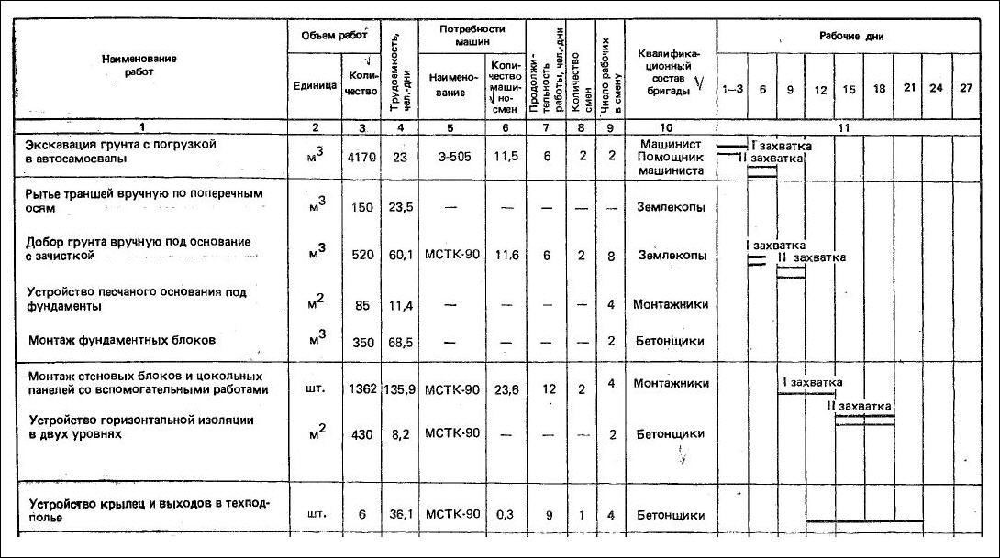 Наименование работ
Объем работ
Единица
Коли-чество
Трудоемкость, чел.-дни
Потребности машин
Наимено-вание
Коли-чество маши-но-смен
Продолжи-тельность работы, чел.-дни
Количество смен
Число рабочих в смену
Квалифика-ционный состав бригады
Рабочие дни
1–3 6 9 12 15 18 21 24 27
1 2 3 4 5 6 7 8 9 10 11
Экскавация грунта с погрузкой
в автосамосвалы
м3 4170 23 Э-505 11,5 6 2 2
Машинист
Помощник
машиниста
I захватка
II захватка
Рытье траншей вручную по поперечным
осям
м3 150 23,5 — — — — — Землекопы
Добор грунта вручную под основание
с зачисткой
м3 520 60,1 МСТК-90 11.6 6 2 8 Землекопы
I захватка
II захватка
Устройство песчаного основания под
фундаменты
м2 85 11,4 — — — — 4 Монтажники
Монтаж фундаментных блоков
м3 350 68,5 — — — — 2 Бетонщики
Монтаж стеновых блоков и цокольных
панелей со вспомогательными работами
шт. 1362 135,9 МСТК-90 23,6 12 2 4 Монтажники
I захватка
II захватка
Устройство горизонтальной изоляции
в двух уровнях
м2 430 8,2 МСТК-90 — — — 2 Бетонщики
Устройство крылец и выходов в техпод-
полье
шт. 6 36,1 МСТК-90 0,3 9 1 4 Бетонщики